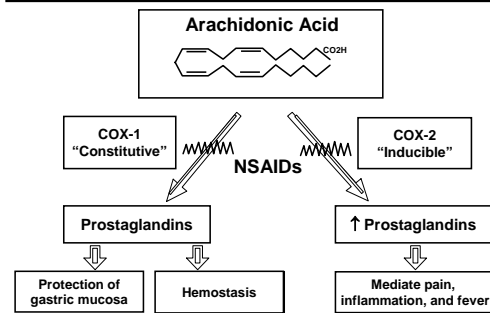 Arachidonic Acid
CO2H
COX-1
“Constitutive”
COX-2
“Inducible”
NSAIDs
Prostaglandins
↑ Prostaglandins
Protection of
gastric mucosa
Hemostasis
Mediate pain,
inflammation, and fever